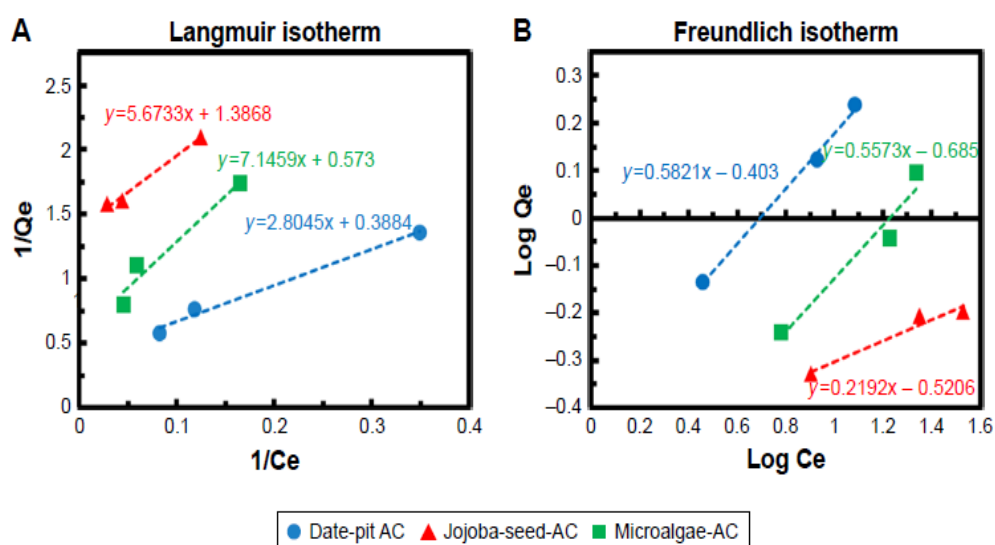 A
Langmuir isotherm
2.5
2
1.5
1
0.5
0
1/Qe
y=5.6733x + 1.3868
y=7.1459x + 0.573
y=2.8045x + 0.3884
0 0.1 0.2 0.3 0.4
1/Ce
B
Freundlich isotherm
0.3
0.2
0.1
0
–0.1
–0.2
–0.3
–0.4
Log Qe
y=0.5821x – 0.403
y=0.5573x – 0.685
y=0.2192x – 0.5206
0 0.2 0.4 0.6 0.8 1 1.2 1.4 1.6
Log Ce
Date-pit AC Jojoba-seed-AC Microalgae-AC